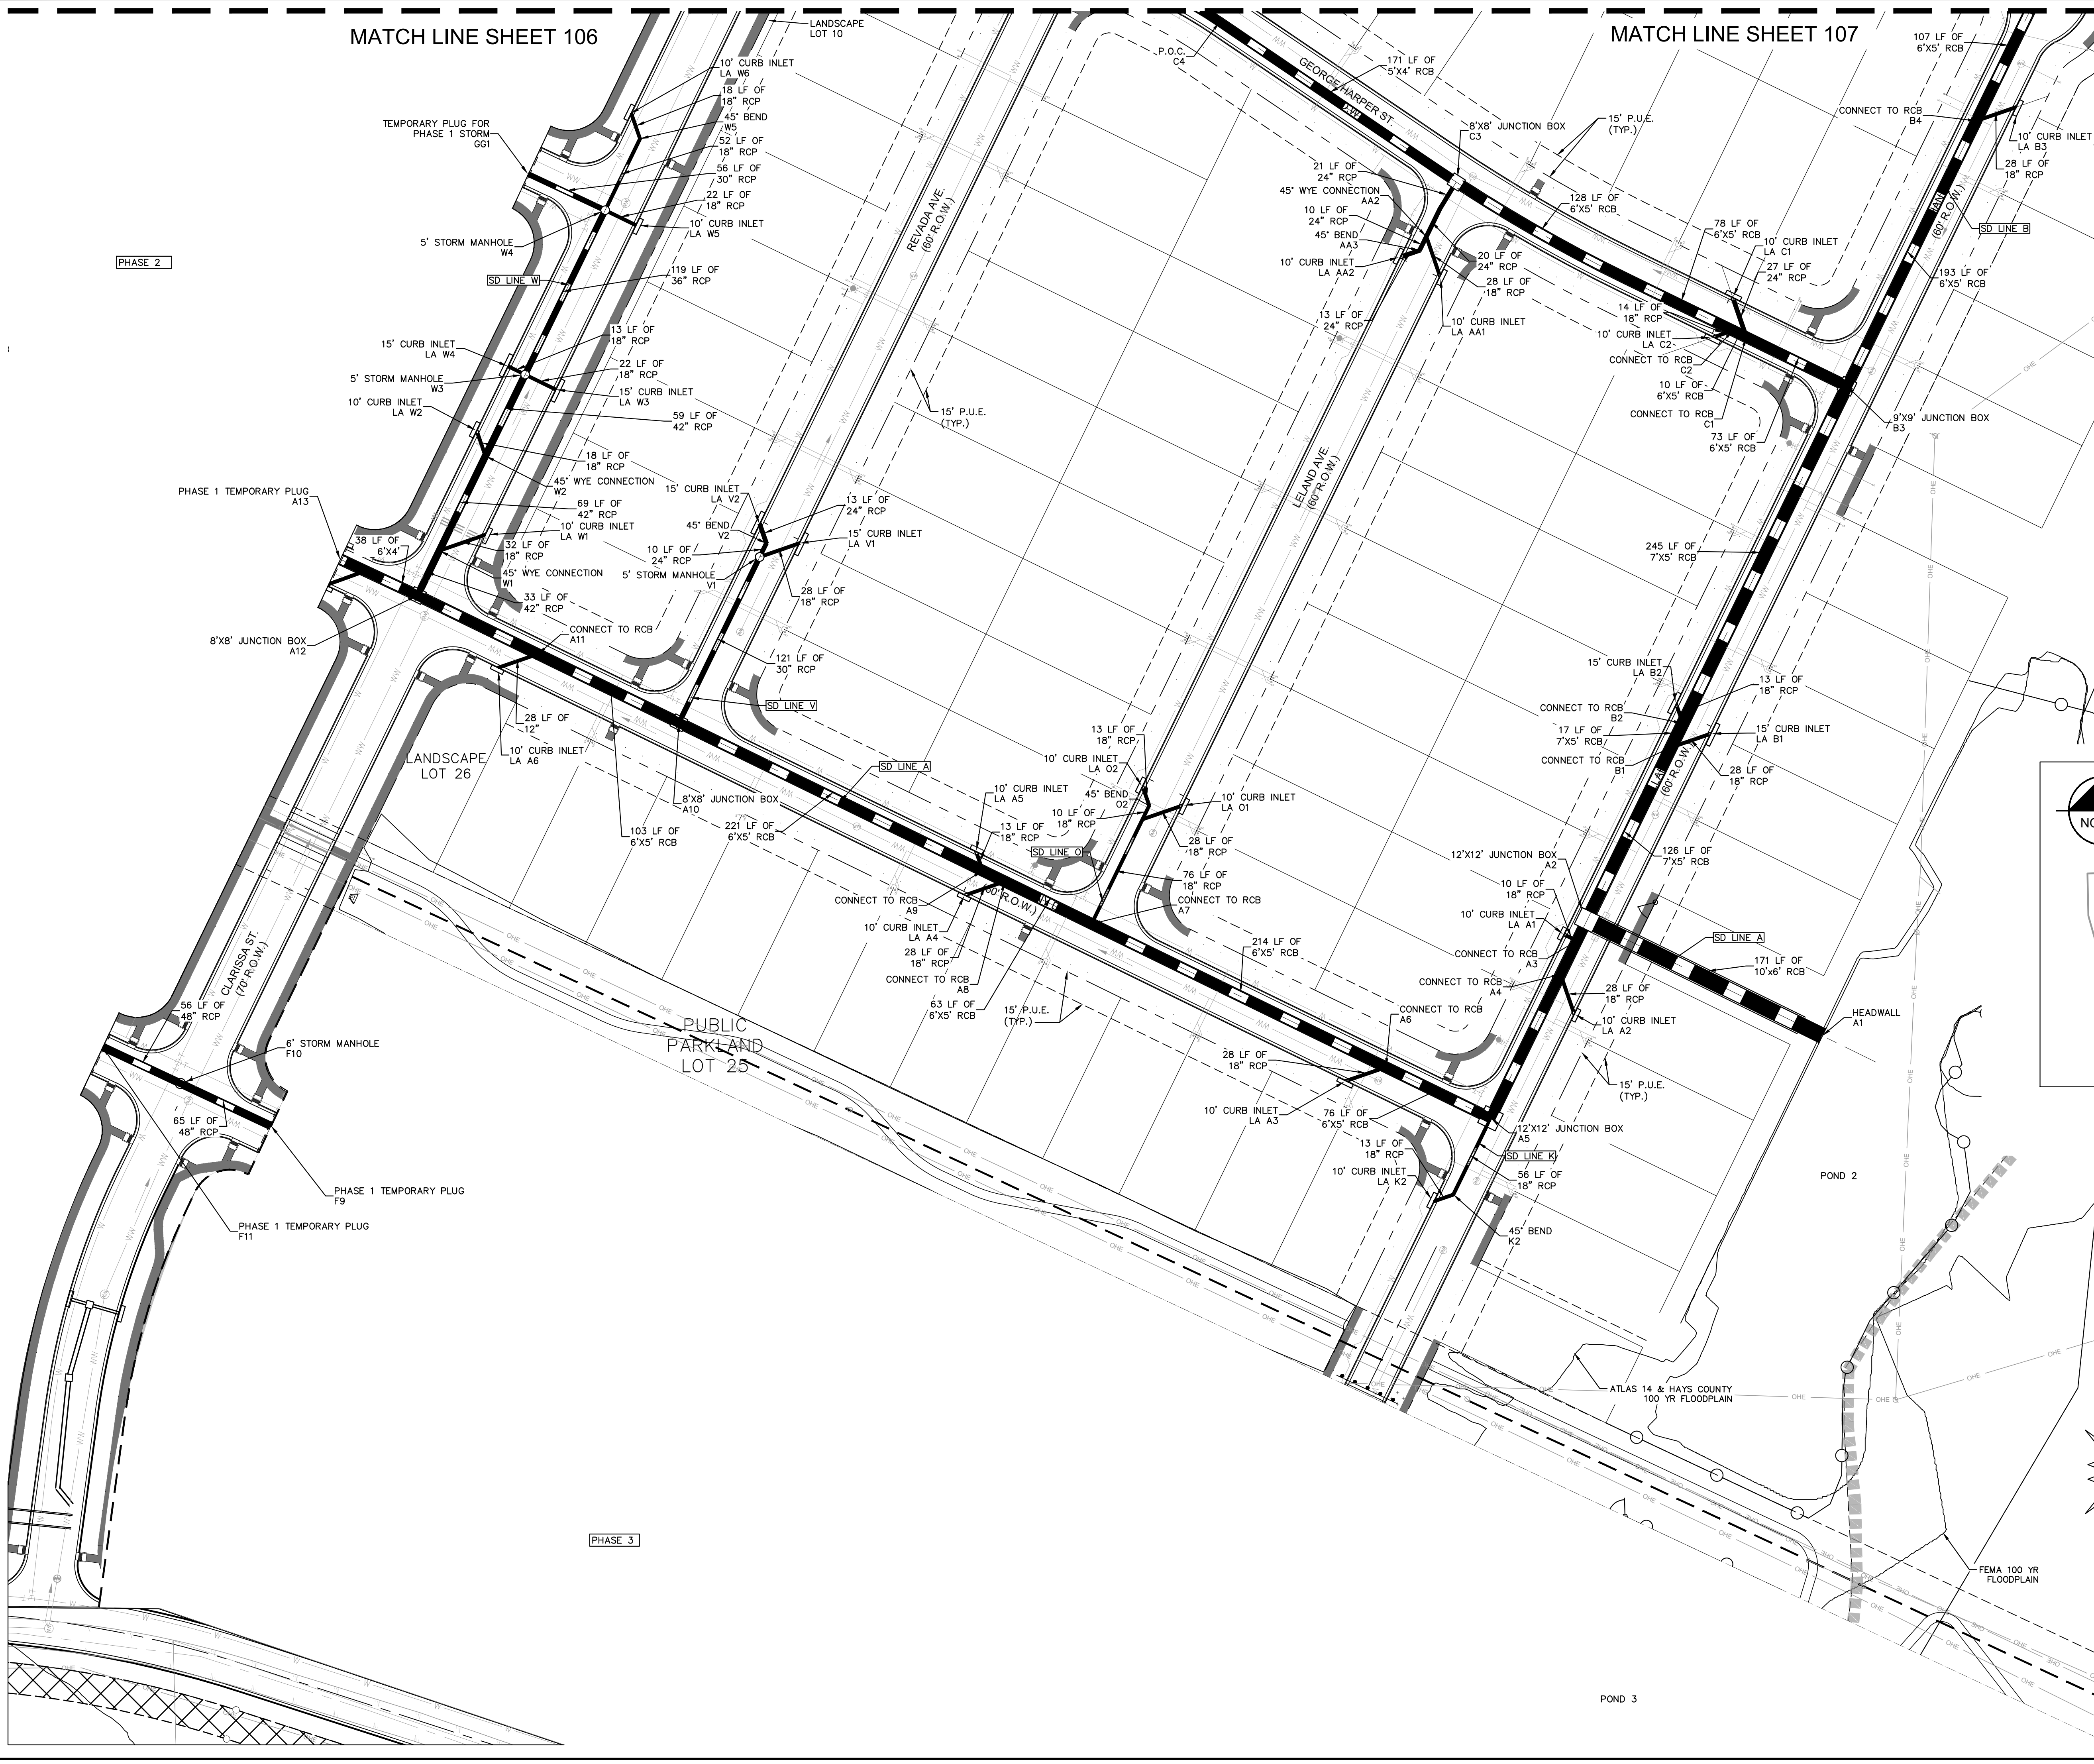 MATCH LINE SHEET 106
MATCH LINE SHEET 107
LANDSCAPE
LOT 10
10' CURB INLET
LA W6
18 LF OF
18" RCP
45° BEND
W5
52 LF OF
18" RCP
56 LF OF
30" RCP
22 LF OF
18" RCP
10' CURB INLET
LA W5
TEMPORARY PLUG FOR
PHASE 1 STORM
GG1
5' STORM MANHOLE
W4
PHASE 2
SD LINE W
119 LF OF
36" RCP
13 LF OF
18" RCP
15' CURB INLET
LA W4
22 LF OF
18" RCP
5' STORM MANHOLE
W3
15' CURB INLET
LA W3
10' CURB INLET
LA W2
59 LF OF
42" RCP
18 LF OF
18" RCP
45° WYE CONNECTION
W2
69 LF OF
42" RCP
10' CURB INLET
LA W1
32 LF OF
18" RCP
45° WYE CONNECTION
W1
33 LF OF
42" RCP
PHASE 1 TEMPORARY PLUG
A13
38 LF OF
6'X4'
8'X8' JUNCTION BOX
A12
CONNECT TO RCB
A11
REVADA AVE.
(60' R.O.W.)
15' P.U.E.
(TYP.)
15' CURB INLET
LA V2
45° BEND
V2
13 LF OF
24" RCP
15' CURB INLET
LA V1
10 LF OF
24" RCP
5' STORM MANHOLE
V1
28 LF OF
18" RCP
121 LF OF
30" RCP
SD LINE V
28 LF OF
12"
10' CURB INLET
LA A6
LANDSCAPE
LOT 26
8'X8' JUNCTION BOX
A10
103 LF OF
6'X5' RCB
221 LF OF
6'X5' RCB
SD LINE A
10' CURB INLET
LA A5
13 LF OF
18" RCP
SD LINE O
CONNECT TO RCB
A9
10' CURB INLET
LA A4
28 LF OF
18" RCP
CONNECT TO RCB
A8
63 LF OF
6'X5' RCB
15' P.U.E.
(TYP.)
13 LF OF
18" RCP
10' CURB INLET
LA O2
45° BEND
O2
10 LF OF
18" RCP
10' CURB INLET
LA O1
28 LF OF
18" RCP
76 LF OF
18" RCP
CONNECT TO RCB
A7
214 LF OF
6'X5' RCB
CONNECT TO RCB
A6
28 LF OF
18" RCP
10' CURB INLET
LA A3
76 LF OF
6'X5' RCB
13 LF OF
18" RCP
10' CURB INLET
LA K2
12'X12' JUNCTION BOX
A5
SD LINE K
56 LF OF
18" RCP
45° BEND
K2
P.O.C.
C4
GEORGE HARPER ST.
171 LF OF
5'X4' RCB
8'X8' JUNCTION BOX
C3
15' P.U.E.
(TYP.)
21 LF OF
24" RCP
45° WYE CONNECTION
AA2
10 LF OF
24" RCP
45° BEND
AA3
10' CURB INLET
LA AA2
20 LF OF
24" RCP
28 LF OF
18" RCP
10' CURB INLET
LA AA1
13 LF OF
24" RCP
128 LF OF
6'X5' RCB
78 LF OF
6'X5' RCB
10' CURB INLET
LA C1
27 LF OF
24" RCP
14 LF OF
18" RCP
10' CURB INLET
LA C2
CONNECT TO RCB
C2
10 LF OF
6'X5' RCB
CONNECT TO RCB
C1
73 LF OF
6'X5' RCB
107 LF OF
6'X5' RCB
CONNECT TO RCB
B4
10' CURB INLET
LA B3
28 LF OF
18" RCP
(60' R.O.W.)
SD LINE B
193 LF OF
6'X5' RCB
9'X9' JUNCTION BOX
B3
LELAND AVE.
(60' R.O.W.)
245 LF OF
7'X5' RCB
15' CURB INLET
LA B2
13 LF OF
18" RCP
CONNECT TO RCB
B2
17 LF OF
7'X5' RCB
15' CURB INLET
LA B1
CONNECT TO RCB
B1
28 LF OF
18" RCP
(60' R.O.W.)
126 LF OF
7'X5' RCB
12'X12' JUNCTION BOX
A2
10 LF OF
18" RCP
10' CURB INLET
LA A1
SD LINE A
171 LF OF
10'x6' RCB
CONNECT TO RCB
A3
CONNECT TO RCB
A4
28 LF OF
18" RCP
10' CURB INLET
LA A2
HEADWALL
A1
15' P.U.E.
(TYP.)
POND 2
CLARISSA ST.
(70' R.O.W.)
56 LF OF
48" RCP
6' STORM MANHOLE
F10
65 LF OF
48" RCP
PHASE 1 TEMPORARY PLUG
F9
PHASE 1 TEMPORARY PLUG
F11
PUBLIC
PARKLAND
LOT 25
ATLAS 14 & HAYS COUNTY
100 YR FLOODPLAIN
FEMA 100 YR
FLOODPLAIN
PHASE 3
POND 3